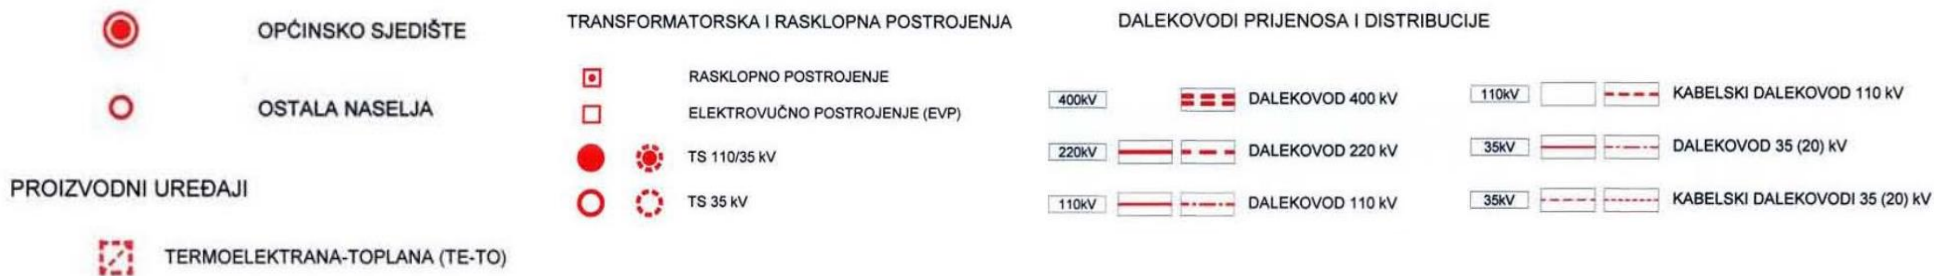 OPĆINSKO SJEDIŠTE
OSTALA NASELJA
PROIZVODNI UREĐAJI
TERMOELEKTRANA-TOPLANA (TE-TO)
TRANSFORMATORSKA I RASKLOPNA POSTROJENJA
RASKLOPNO POSTROJENJE
ELEKTROVUČNO POSTROJENJE (EVP)
TS 110/35 kV
TS 35 kV
DALEKOVODI PRIJENOSA I DISTRIBUCIJE
400kV DALEKOVOD 400 kV
220kV DALEKOVOD 220 kV
110kV DALEKOVOD 110 kV
110kV KABELSKI DALEKOVOD 110 kV
35kV DALEKOVOD 35 (20) kV
35kV KABELSKI DALEKOVODI 35 (20) kV